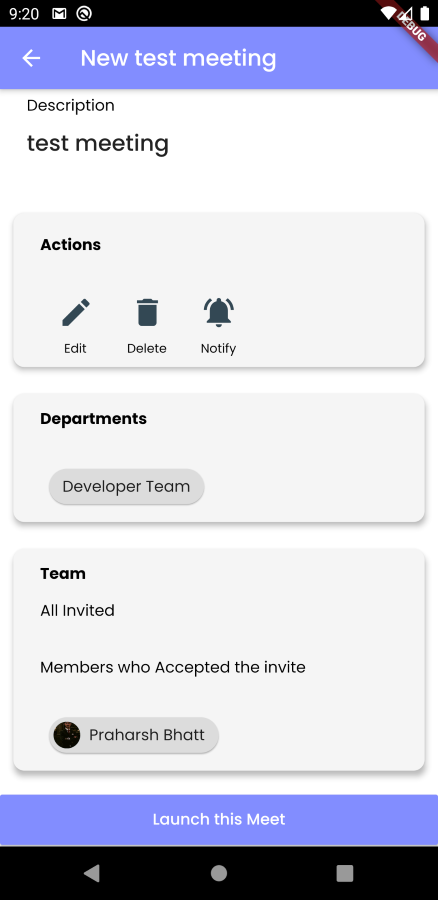 9:20
DEBUG
New test meeting
Description
test meeting
Actions
Edit Delete Notify
Departments
Developer Team
Team
All Invited
Members who Accepted the invite
Praharsh Bhatt
Launch this Meet